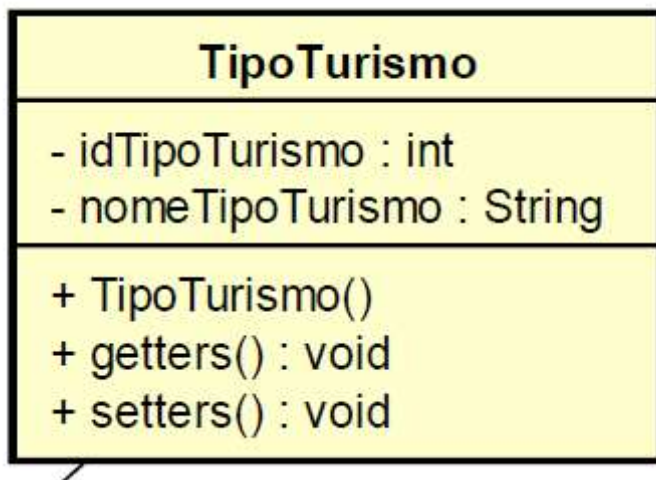 TipoTurismo
- idTipoTurismo : int
- nomeTipoTurismo : String
+ TipoTurismo()
+ getters() : void
+ setters() : void